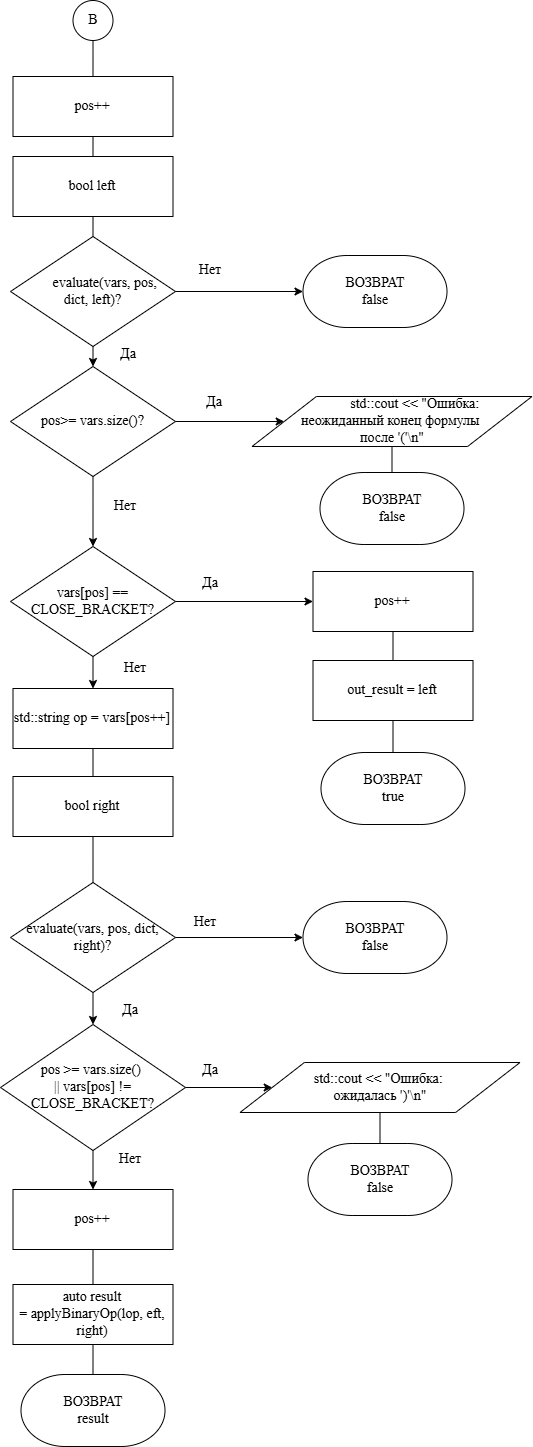 B
pos++
bool left
evaluate(vars, pos,
dict, left)?
Нет
ВОЗВРАТ
false
Да
pos>= vars.size()?
Да
std::cout << "Ошибка:
неожиданный конец формулы
после '('\n"
ВОЗВРАТ
false
Нет
vars[pos] ==
CLOSE_BRACKET?
Да
pos++
out_result = left
ВОЗВРАТ
true
Нет
std::string op = vars[pos++]
bool right
evaluate(vars, pos, dict,
right)?
Нет
ВОЗВРАТ
false
Да
pos >= vars.size()
|| vars[pos] !=
CLOSE_BRACKET?
Да
std::cout << "Ошибка:
ожидалась ')'\n"
ВОЗВРАТ
false
Нет
pos++
auto result
= applyBinaryOp(lop, eft,
right)
ВОЗВРАТ
result